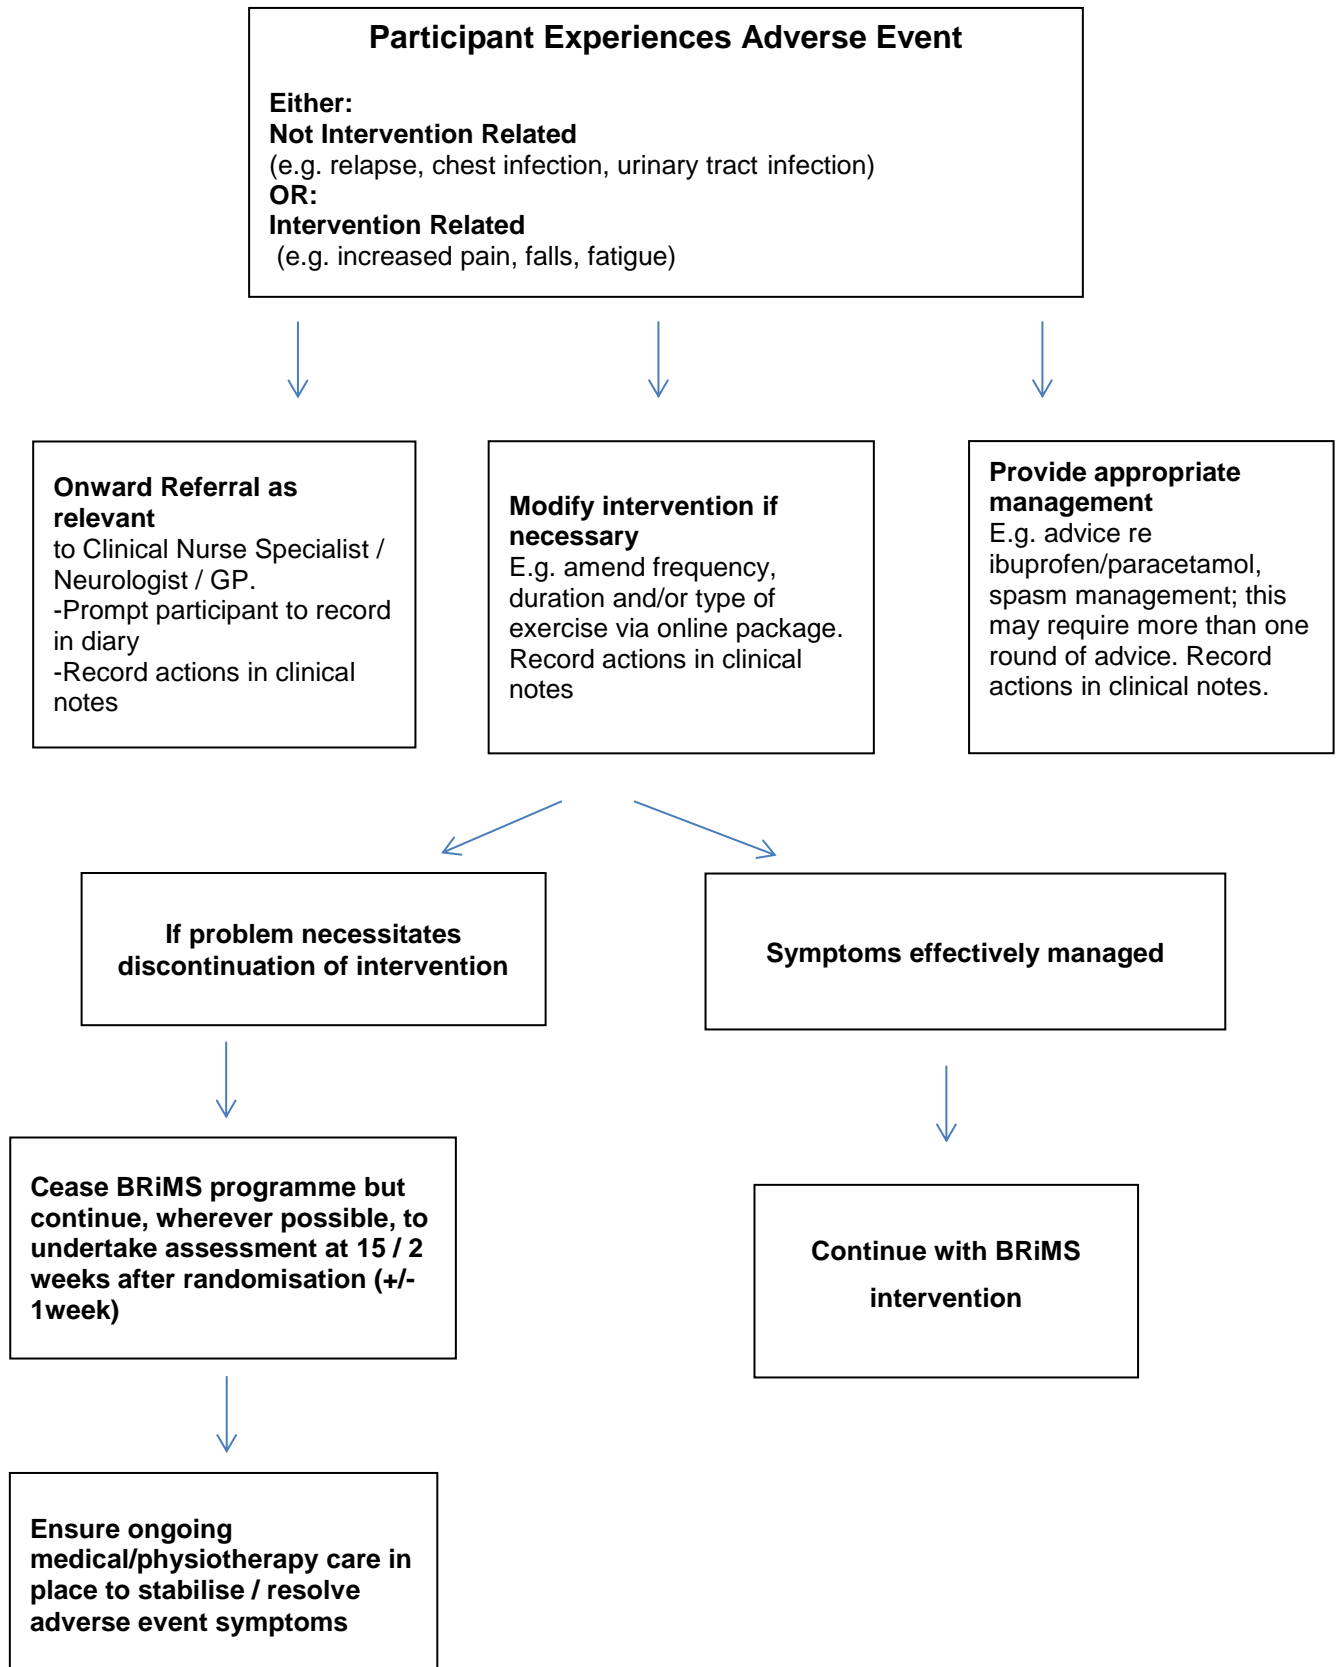 Participant Experiences Adverse Event
Either:
Not Intervention Related
(e.g. relapse, chest infection, urinary tract infection)
OR:
Intervention Related
(e.g. increased pain, falls, fatigue)
Onward Referral as
relevant
to Clinical Nurse Specialist /
Neurologist / GP.
-Prompt participant to record
in diary
-Record actions in clinical
notes
Modify intervention if
necessary
E.g. amend frequency,
duration and/or type of
exercise via online package.
Record actions in clinical
notes
Provide appropriate
management
E.g. advice re
ibuprofen/paracetamol,
spasm management; this
may require more than one
round of advice. Record
actions in clinical notes.
If problem necessitates
discontinuation of intervention
Symptoms effectively managed
Cease BRiMS programme but
continue, wherever possible, to
undertake assessment at 15 / 2
weeks after randomisation (+/-
1week)
Continue with BRiMS
intervention
Ensure ongoing
medical/physiotherapy care in
place to stabilise / resolve
adverse event symptoms